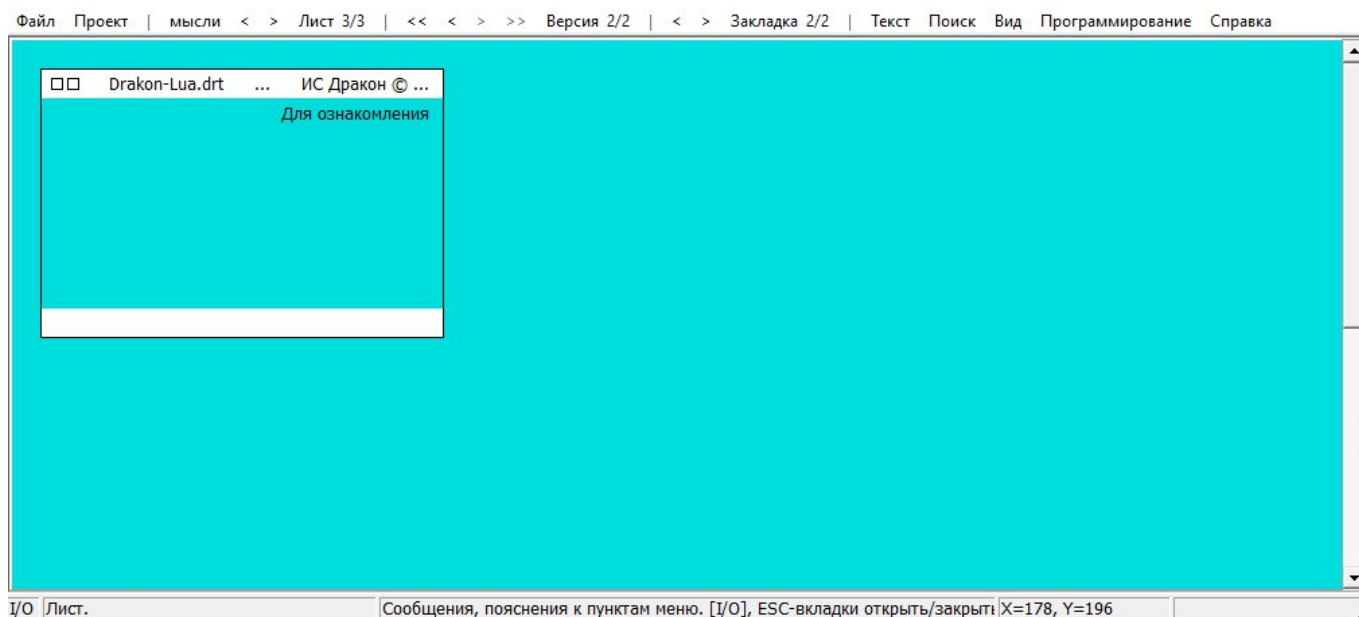 Файл Проект | мысли < > Лист 3/3 | << < > >> Версия 2/2 | < > Закладка 2/2 | Текст Поиск Вид Программирование Справка
Drakon-Lua.drt ... ИС Дракон © ...
Для ознакомления
I/O Лист. Сообщения, пояснения к пунктам меню. [I/O], ESC-вкладки открыть/закрыть X=178, Y=196